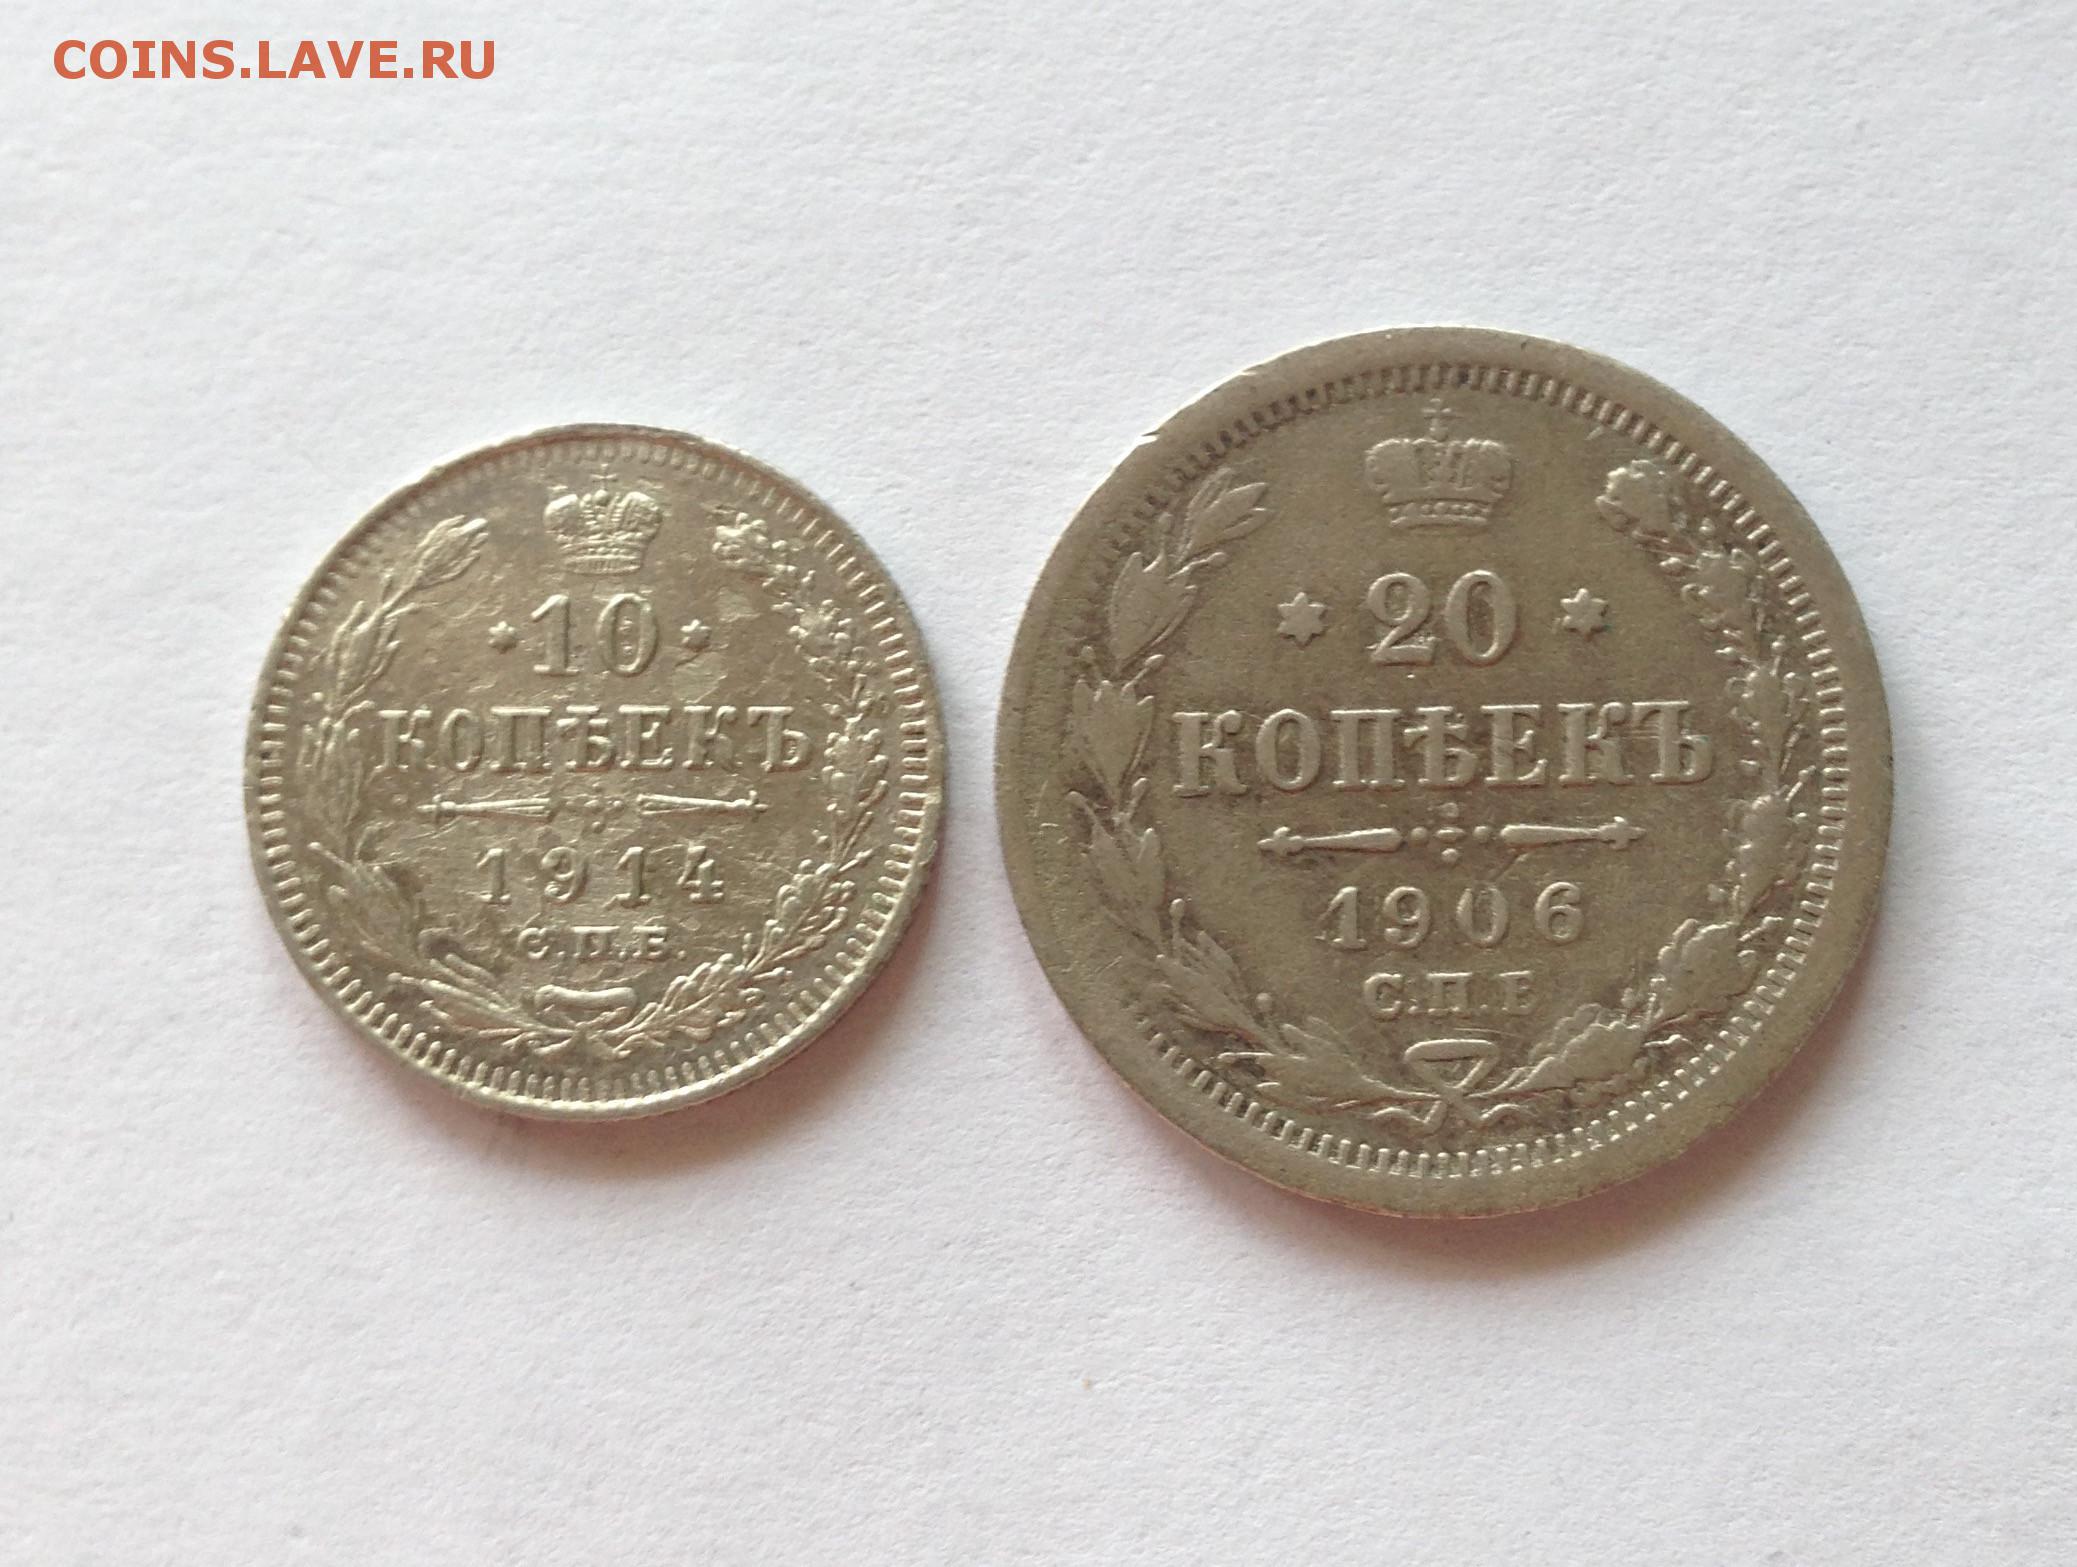 COINS.LAVE.RU
10
КОПѢЕКЪ
1914
С.П.Б.
20
КОПѢЕКЪ
1906
С.П.Б